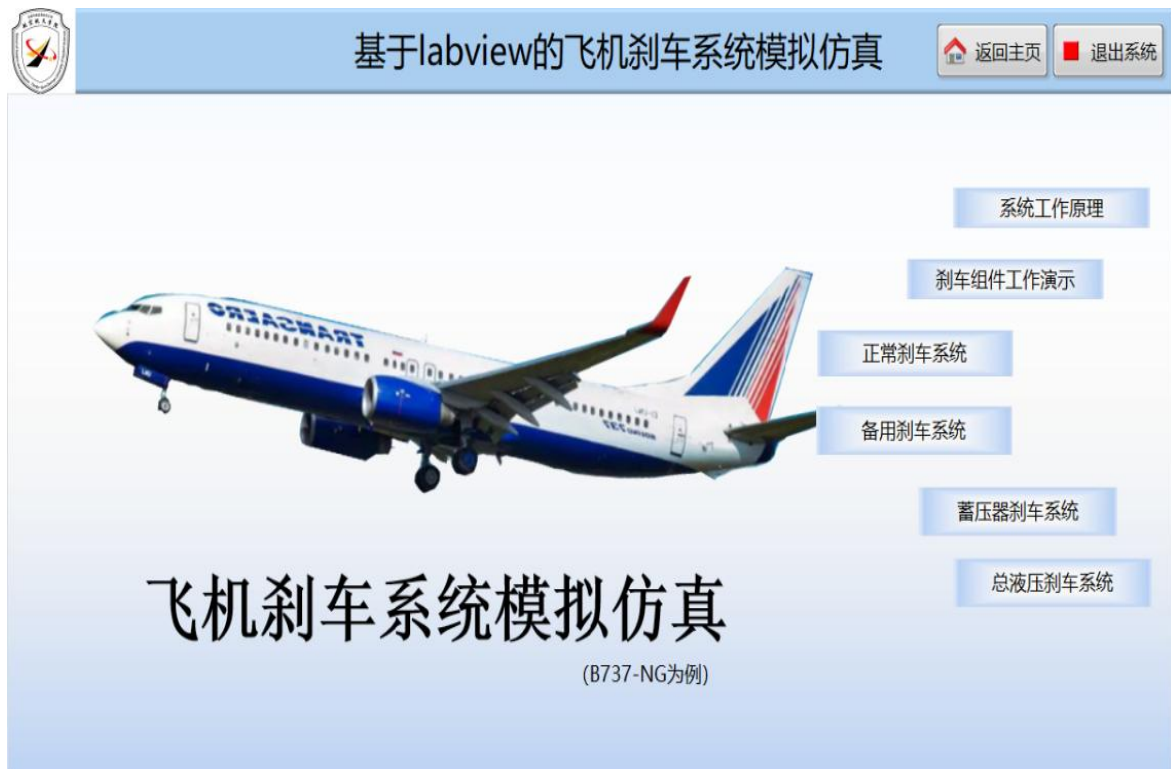 基于labview的飞机刹车系统模拟仿真
返回主页
退出系统
系统工作原理
刹车组件工作演示
正常刹车系统
备用刹车系统
蓄压器刹车系统
总液压刹车系统
TRANSAERO
737
飞机刹车系统模拟仿真
(B737-NG为例)